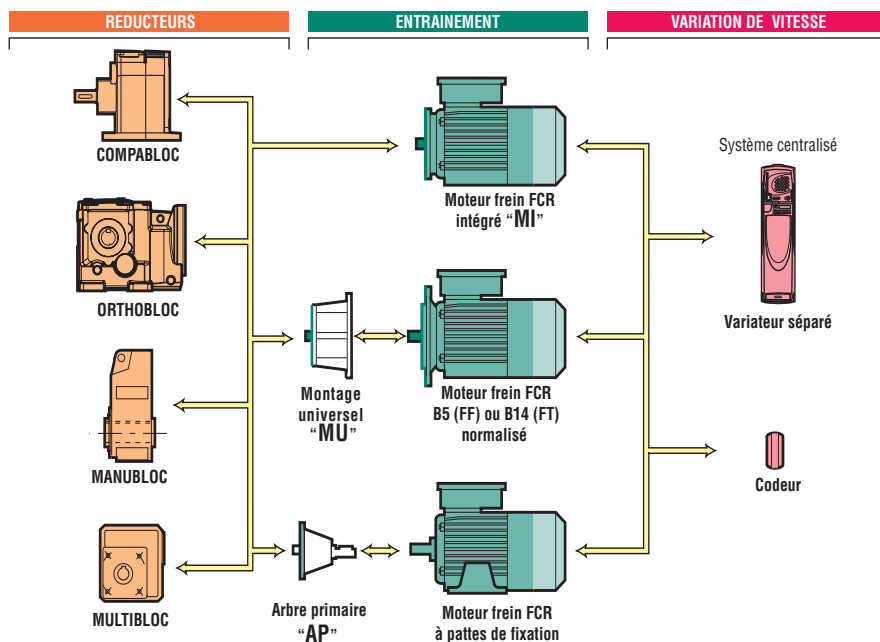 REDUCTEURS
ENTRAINEMENT
VARIATION DE VITESSE
COMPABLOC
ORTHOBLOC
MANUBLOC
MULTIBLOC
Moteur frein FCR
intégré “MI”
Montage
universel
“MU”
Moteur frein FCR
B5 (FF) ou B14 (FT)
normalisé
Arbre primaire
“AP”
Moteur frein FCR
à pattes de fixation
Système centralisé
Variateur séparé
Codeur